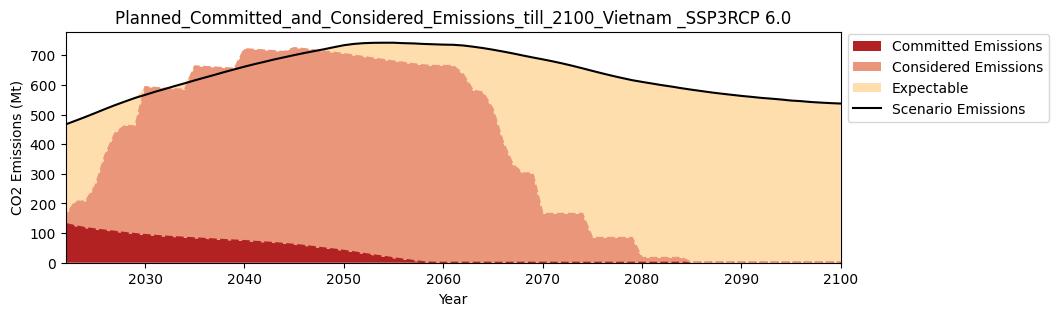 Planned_Committed_and_Considered_Emissions_till_2100_Vietnam _SSP3RCP 6.0
CO2 Emissions (Mt)
700
600
500
400
300
200
100
0
2030 2040 2050 2060 2070 2080 2090 2100
Year
Committed Emissions
Considered Emissions
Expectable
Scenario Emissions